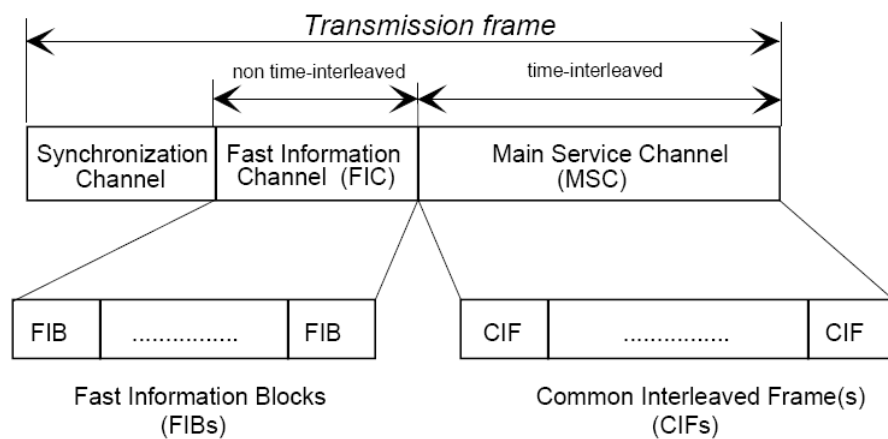 Transmission frame
non time-interleaved
time-interleaved
Synchronization
Channel
Fast Information
Channel (FIC)
Main Service Channel
(MSC)
FIB
................
FIB
CIF
................
CIF
Fast Information Blocks
(FIBs)
Common Interleaved Frame(s)
(CIFs)